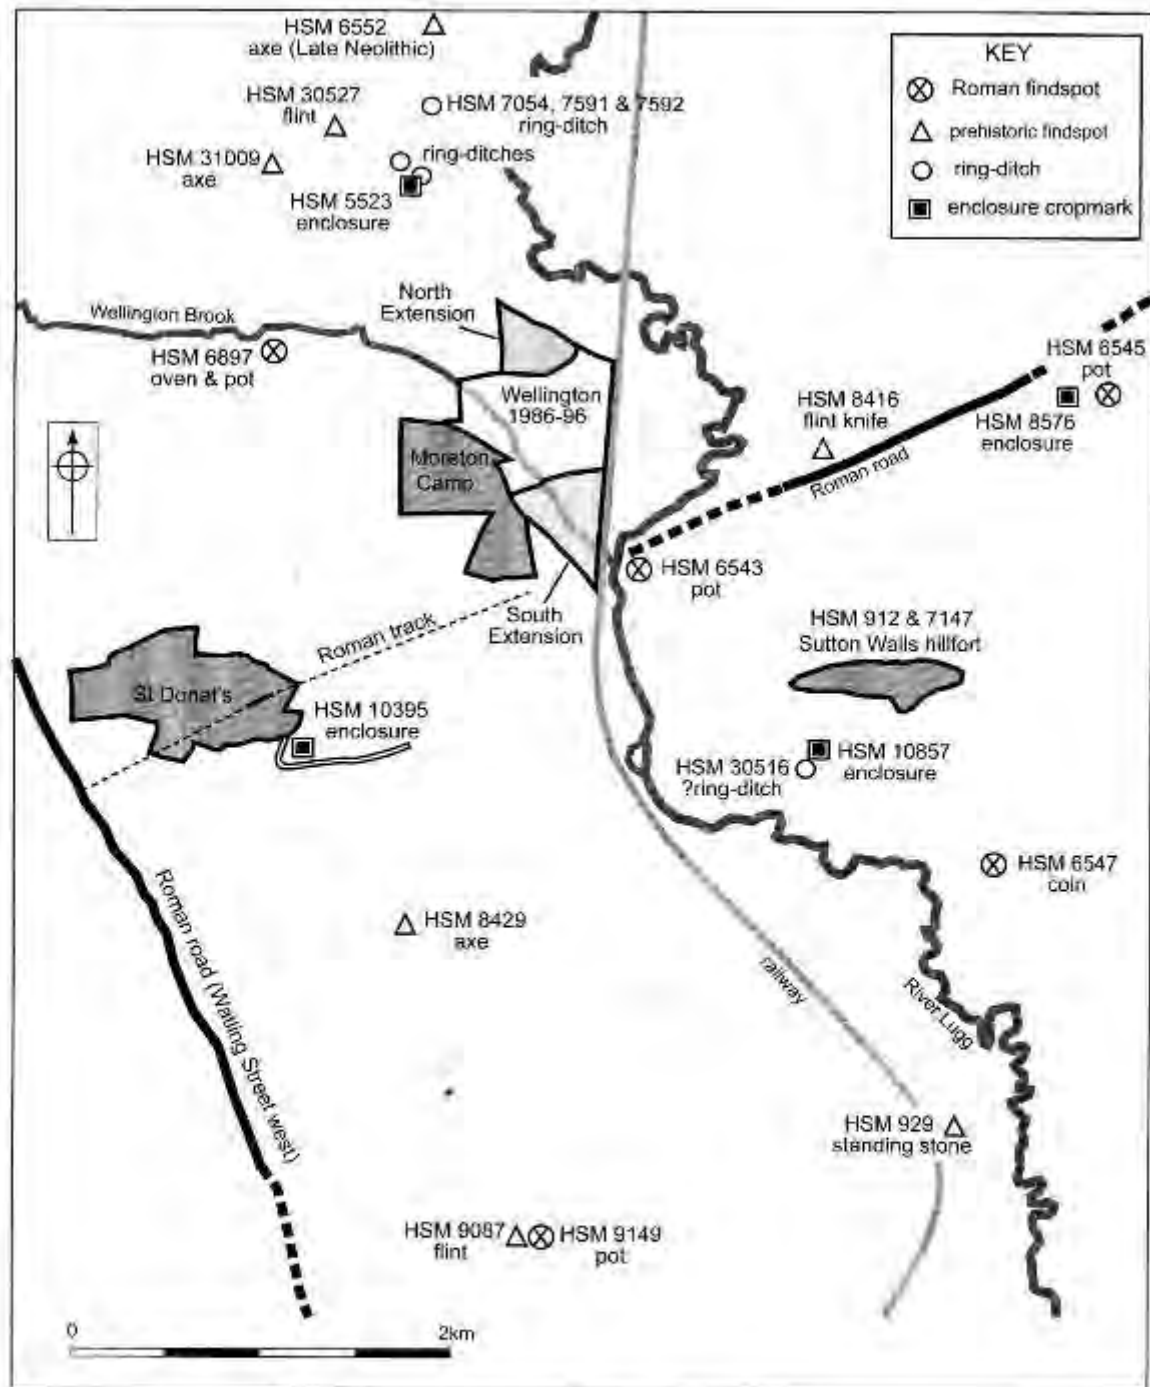 HSM 6552
axe (Late Neolithic)
KEY
Roman findspot
prehistoric findspot
ring-ditch
enclosure cropmark
HSM 30527
flint
HSM 7054, 7591 & 7592
ring-ditch
HSM 31009
axe
ring-ditches
HSM 5523
enclosure
North
Extension
Wellington Brook
HSM 6897
oven & pot
Wellington
1986-96
HSM 6545
pot
HSM 8416
flint knife
HSM 8576
enclosure
Moreton
Camp
Roman road
HSM 6543
pot
South
Extension
HSM 912 & 7147
Sutton Walls hillfort
Roman track
St Donat's
HSM 10395
enclosure
HSM 30516
?ring-ditch
HSM 10857
enclosure
HSM 6547
coin
Roman road (Watling Street west)
HSM 8429
axe
railway
River Lugg
HSM 929
standing stone
HSM 9087
flint
HSM 9149
pot
0
2km